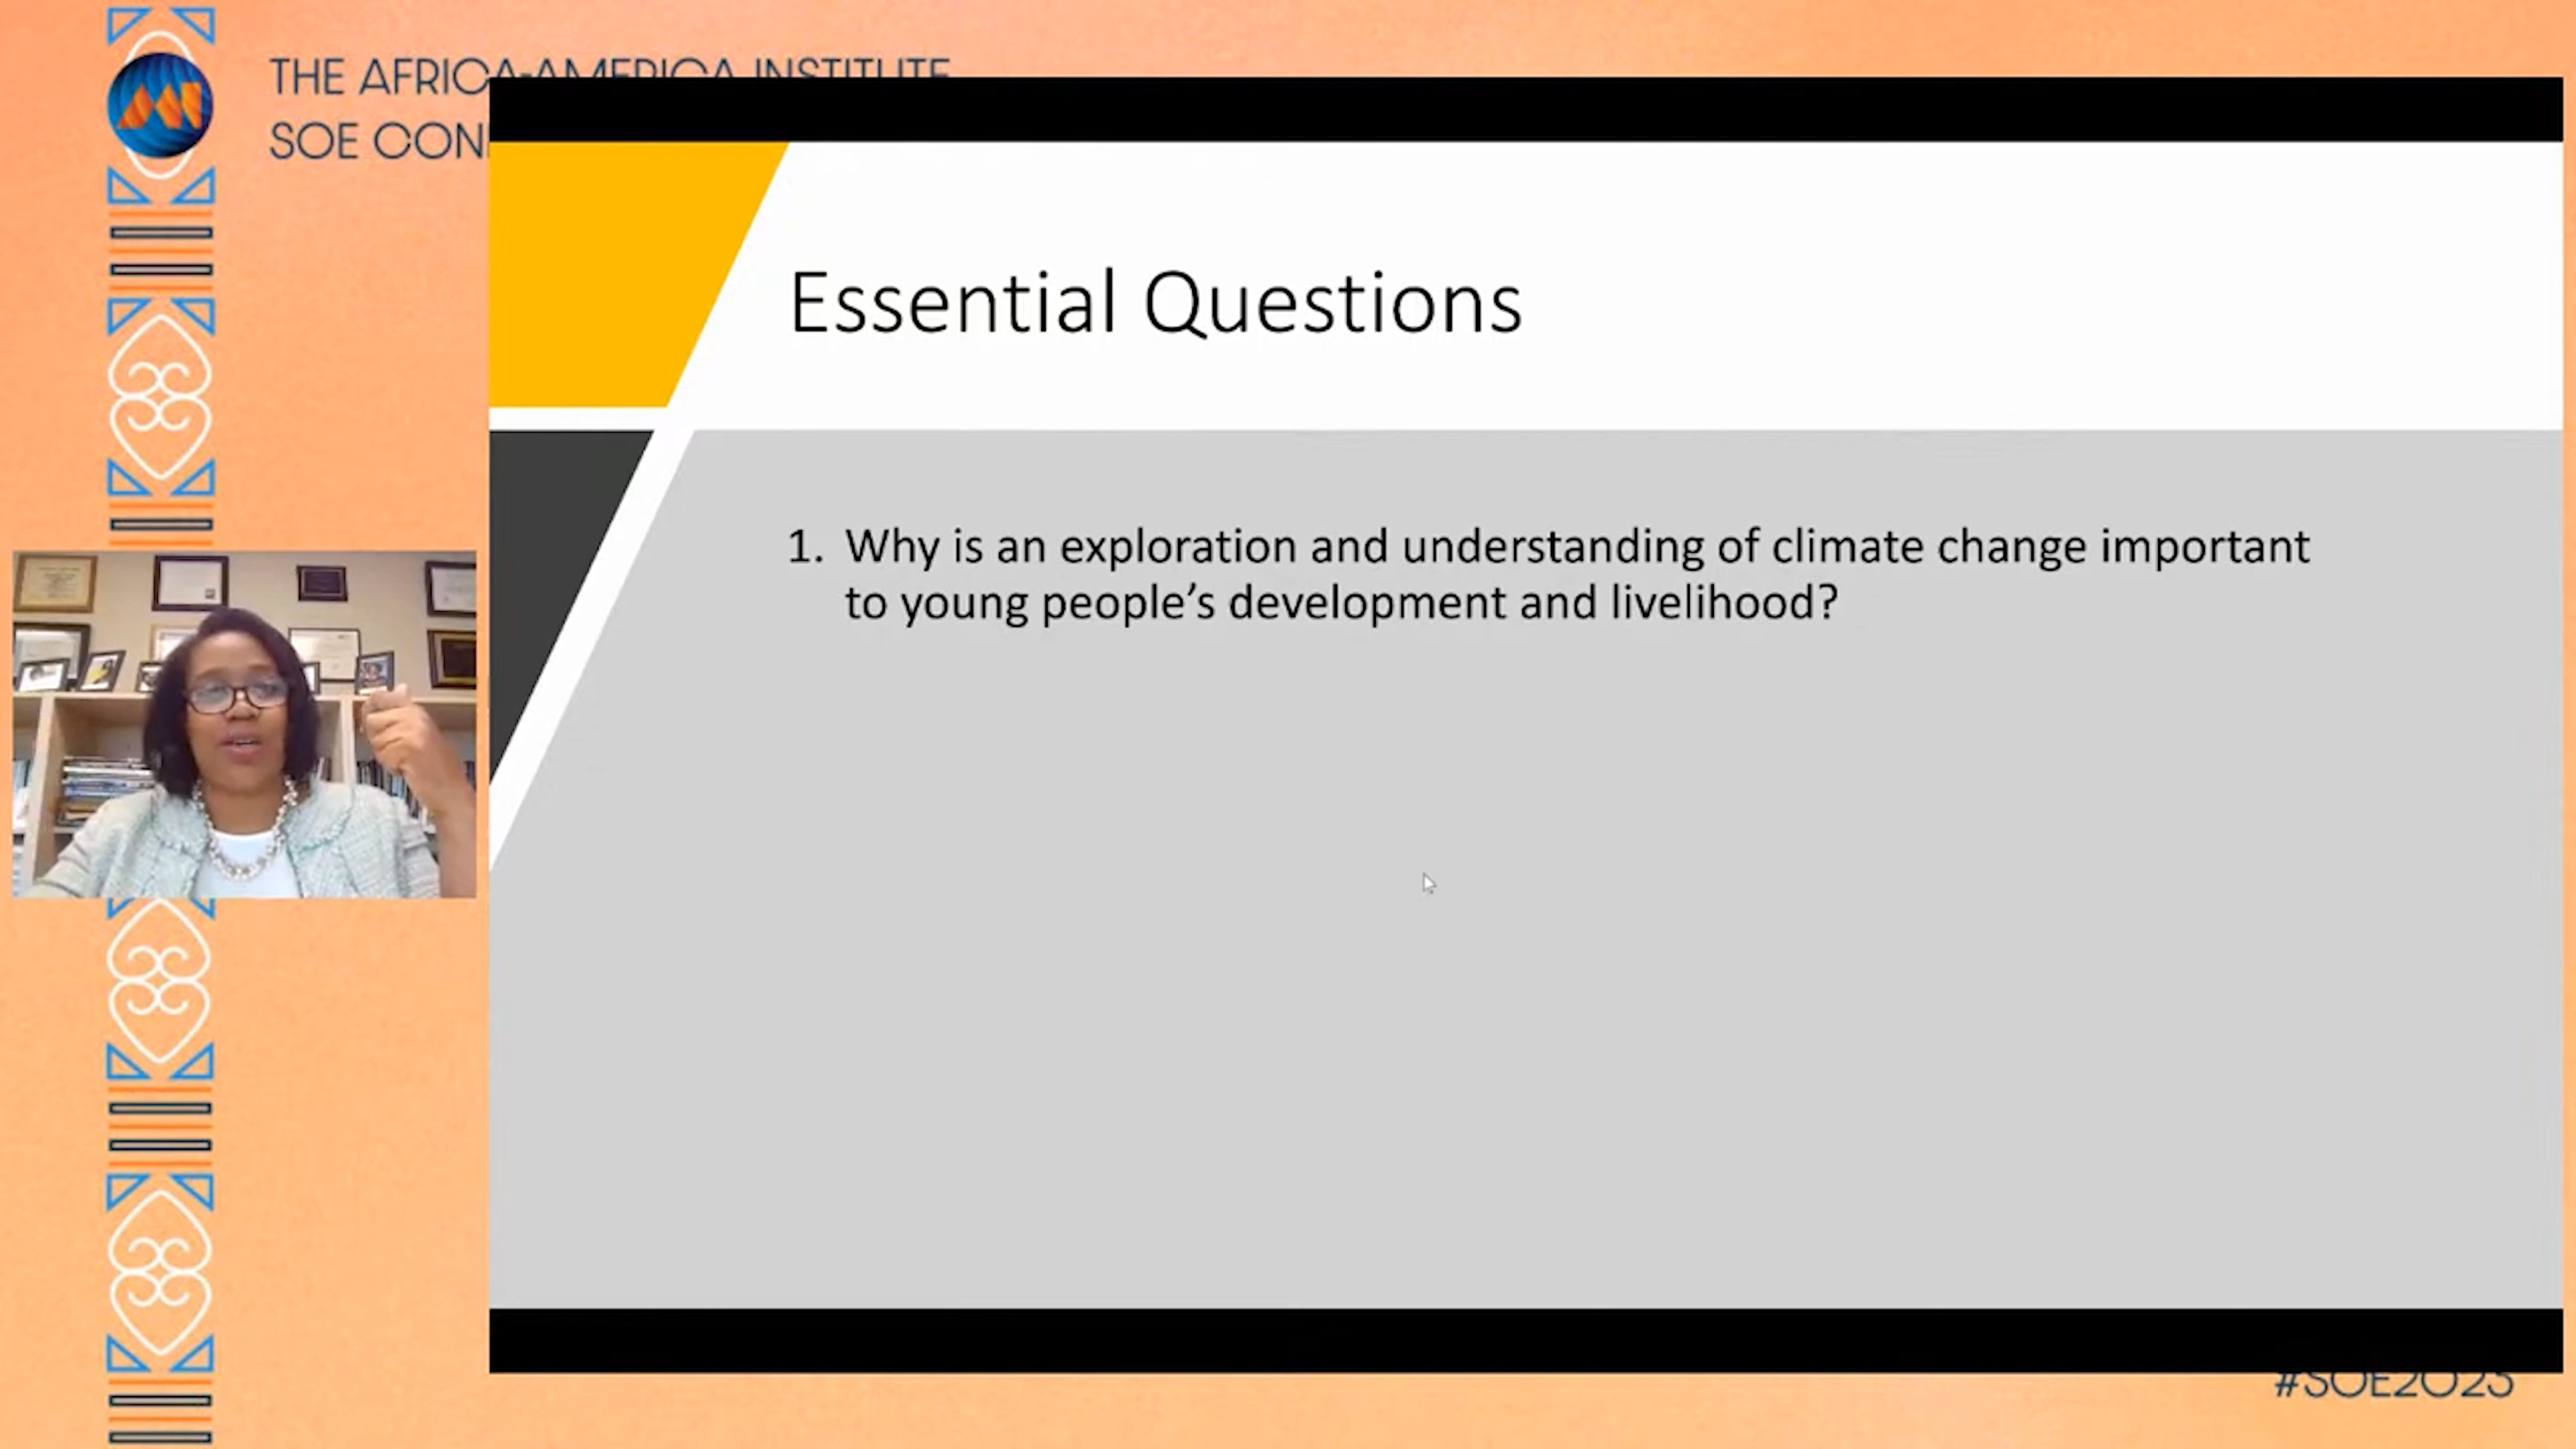 THE AFRICA-AMERICA INSTITUTE
SOE CON
Essential Questions
1. Why is an exploration and understanding of climate change important
to young people’s development and livelihood?
#SOE2023